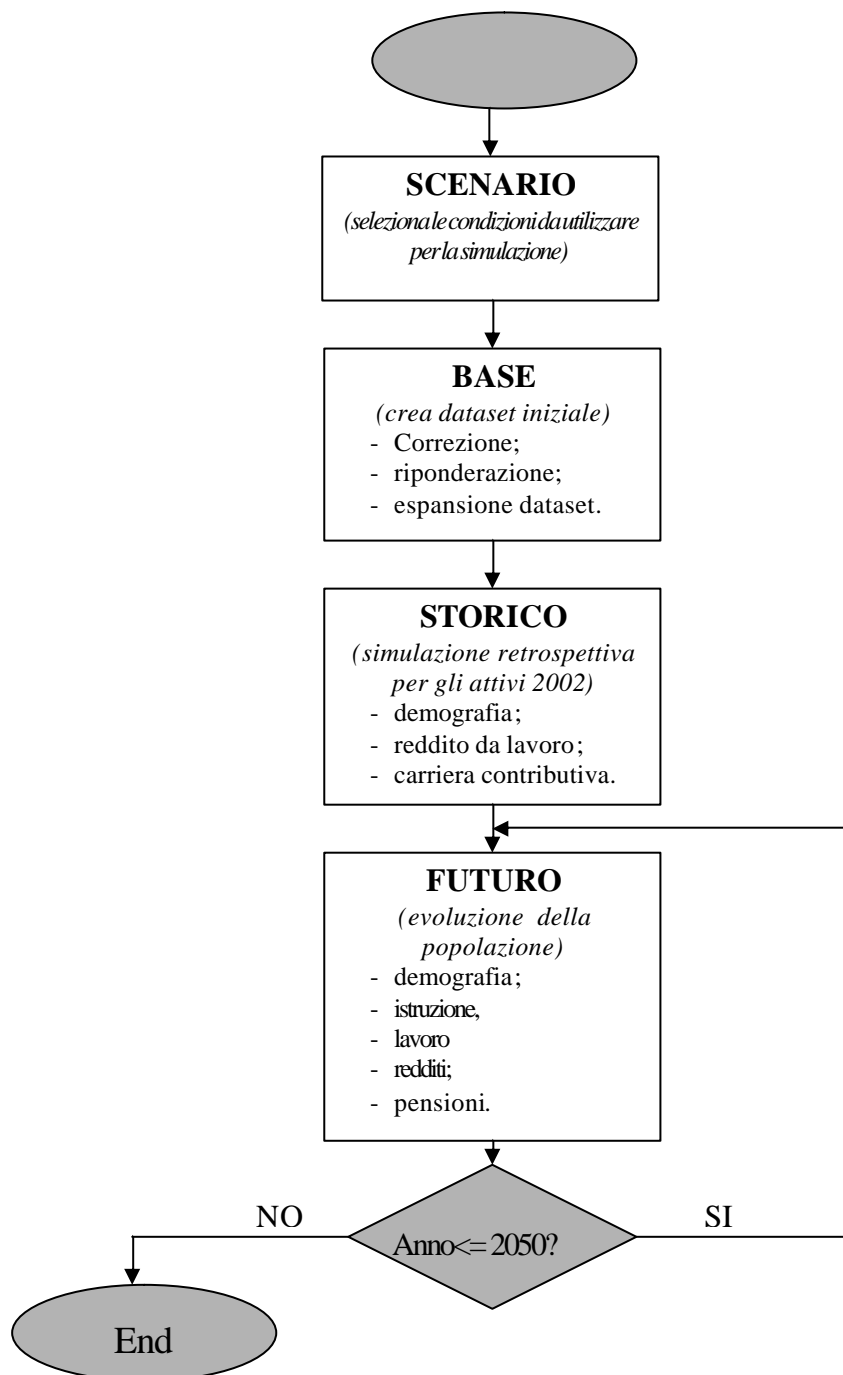 SCENARIO
(seleziona le condizioni da utilizzare
per la simulazione)
BASE
(crea dataset iniziale)
- Correzione;
- riponderazione;
- espansione dataset.
STORICO
(simulazione retrospettiva
per gli attivi 2002)
- demografia;
- reddito da lavoro;
- carriera contributiva.
FUTURO
(evoluzione della
popolazione)
- demografia;
- istruzione,
- lavoro
- redditi;
- pensioni.
NO
Anno<= 2050?
SI
End